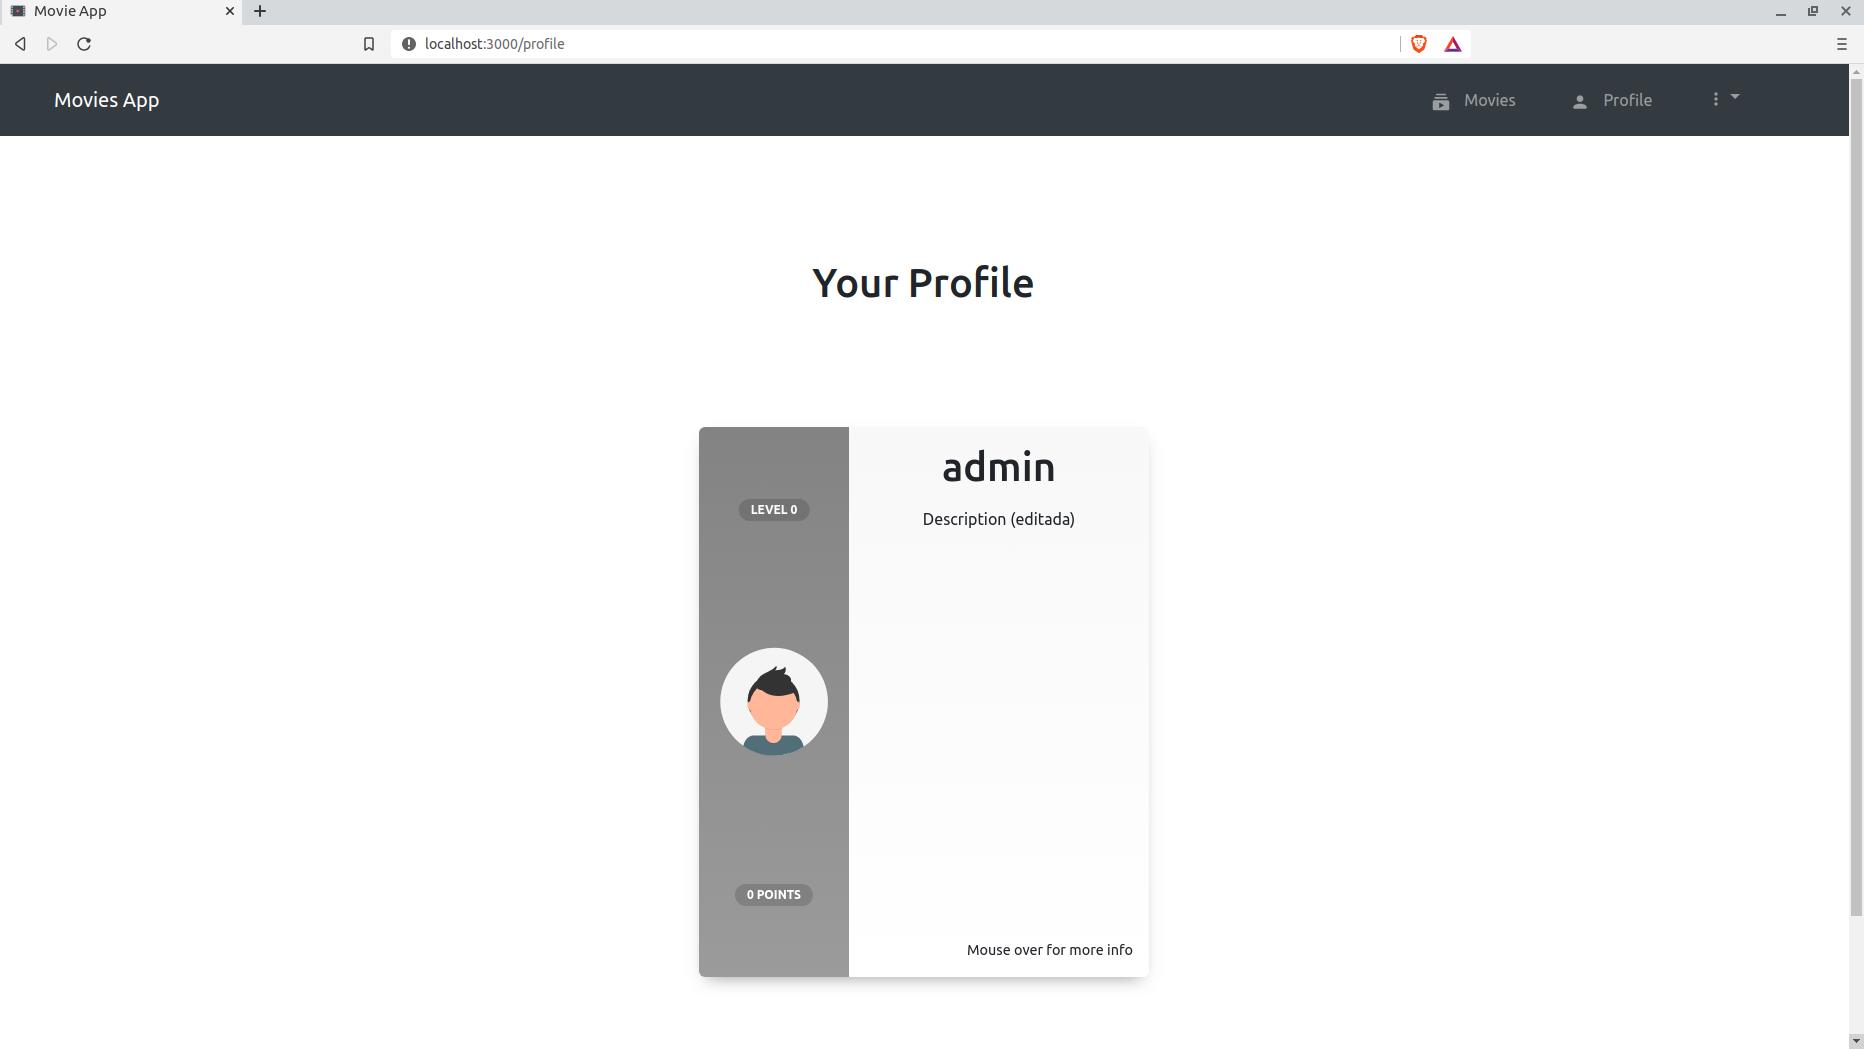 Movie App
localhost:3000/profile
Movies App
Movies
Profile
Your Profile
LEVEL 0
admin
Description (editada)
0 POINTS
Mouse over for more info